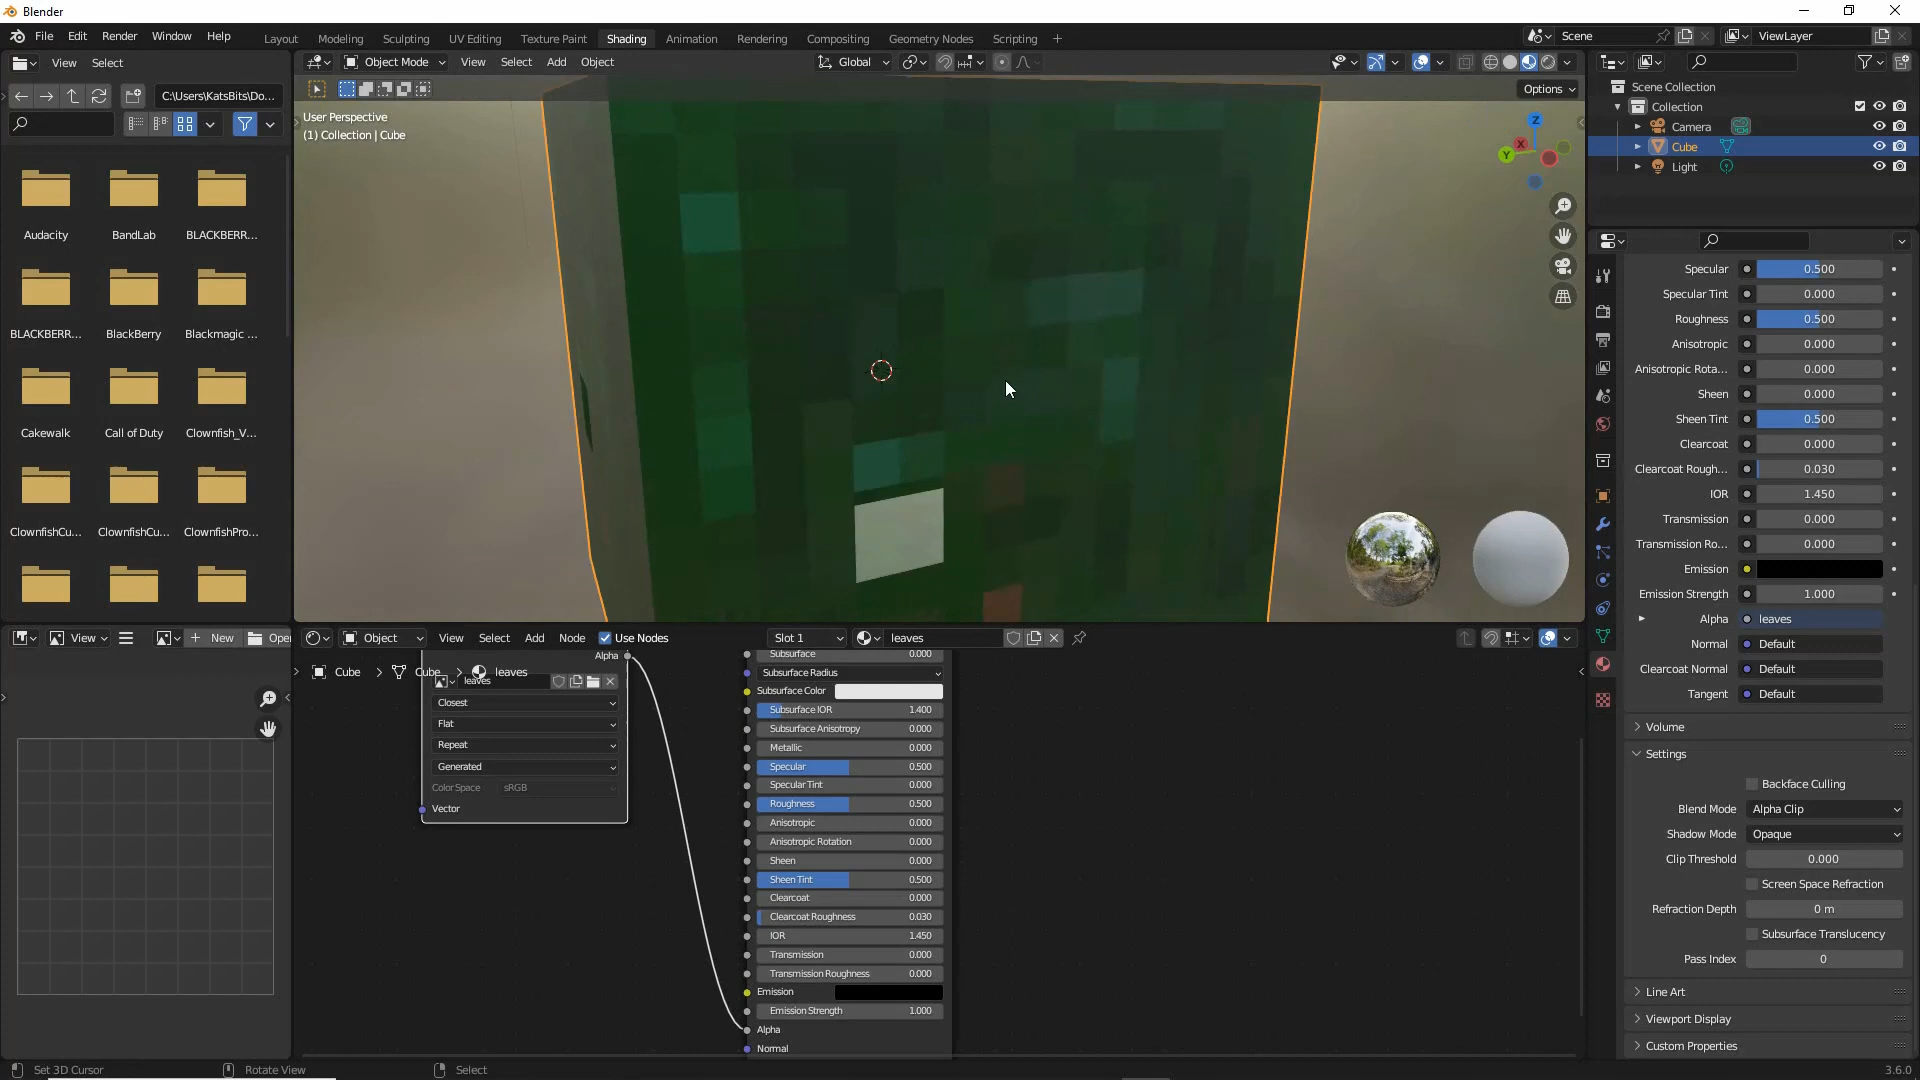 Blender
File Edit Render Window Help
Layout Modeling Sculpting UV Editing Texture Paint Shading Animation Rendering Compositing Geometry Nodes Scripting +
Scene
ViewLayer
View Select
Object Mode View Select Add Object
Global
Options
C:\Users\KatsBits\Do...
User Perspective
(1) Collection | Cube
Z
X
Y
Audacity BandLab BLACKBERR...
BLACKBERR... BlackBerry Blackmagic ...
Cakewalk Call of Duty Clownfish_V...
ClownfishCu... ClownfishCu... ClownfishPro...
Scene Collection
Collection
Camera
Cube
Light
Specular 0.500
Specular Tint 0.000
Roughness 0.500
Anisotropic 0.000
Anisotropic Rota... 0.000
Sheen 0.000
Sheen Tint 0.500
Clearcoat 0.000
Clearcoat Rough... 0.030
IOR 1.450
Transmission 0.000
Transmission Ro... 0.000
Emission
Emission Strength 1.000
Alpha leaves
Normal Default
Clearcoat Normal Default
Tangent Default
Volume
Settings
Backface Culling
Blend Mode Alpha Clip
Shadow Mode Opaque
Clip Threshold 0.000
Screen Space Refraction
Refraction Depth 0 m
Subsurface Translucency
Pass Index 0
Line Art
Viewport Display
Custom Properties
View New Open
Object View Select Add Node Use Nodes Slot 1 leaves
Cube > Cube > leaves
Alpha
leaves
Closest
Flat
Repeat
Generated
Color Space sRGB
Vector
Subsurface 0.000
Subsurface Radius
Subsurface Color
Subsurface IOR 1.400
Subsurface Anisotropy 0.000
Metallic 0.000
Specular 0.500
Specular Tint 0.000
Roughness 0.500
Anisotropic 0.000
Anisotropic Rotation 0.000
Sheen 0.000
Sheen Tint 0.500
Clearcoat 0.000
Clearcoat Roughness 0.030
IOR 1.450
Transmission 0.000
Transmission Roughness 0.000
Emission
Emission Strength 1.000
Alpha
Normal
Set 3D Cursor Rotate View Select
3.6.0